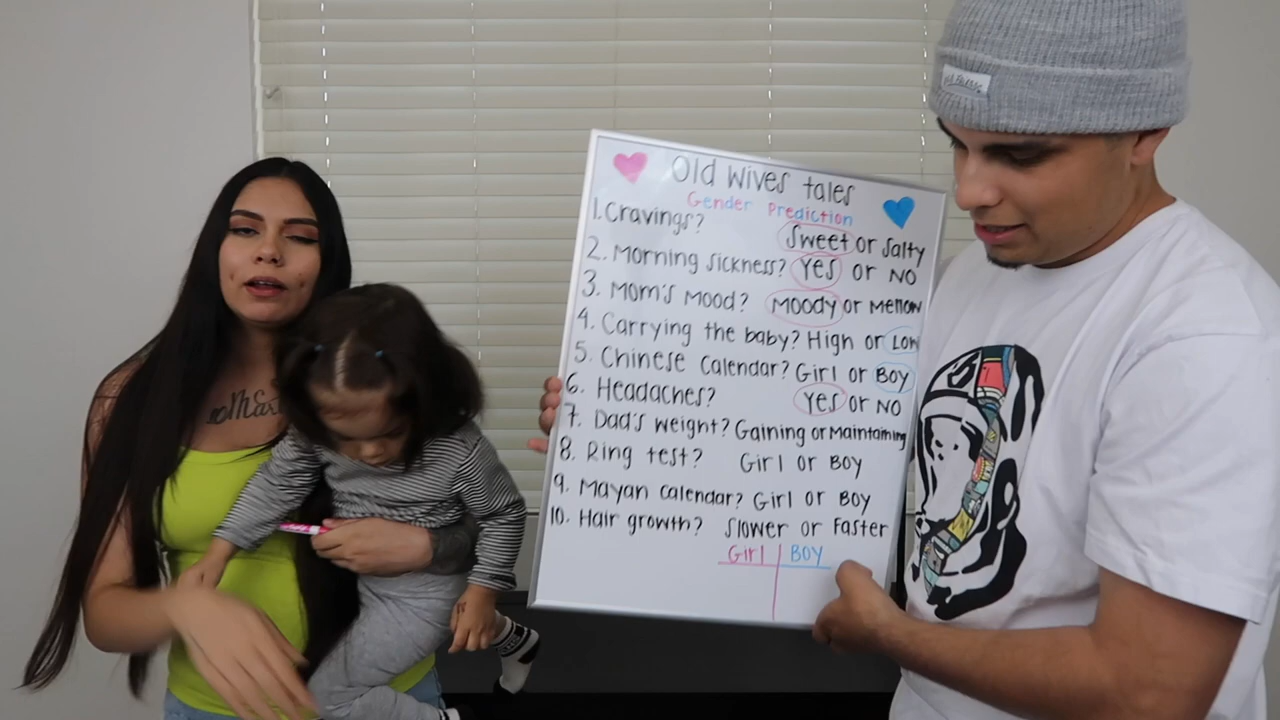 Old wives tales
Gender Prediction
1. Cravings? Sweet or Salty
2. Morning sickness? Yes or NO
3. Mom's Mood? Moody or Mellow
4. Carrying the baby? High or LOW
5. Chinese Calendar? Girl or BOY
6. Headaches? Yes or NO
7. Dad's weight? Gaining or Maintaining
8. Ring test? Girl or BOY
9. Mayan calendar? Girl or BOY
10. Hair growth? Slower or Faster
Girl BOY